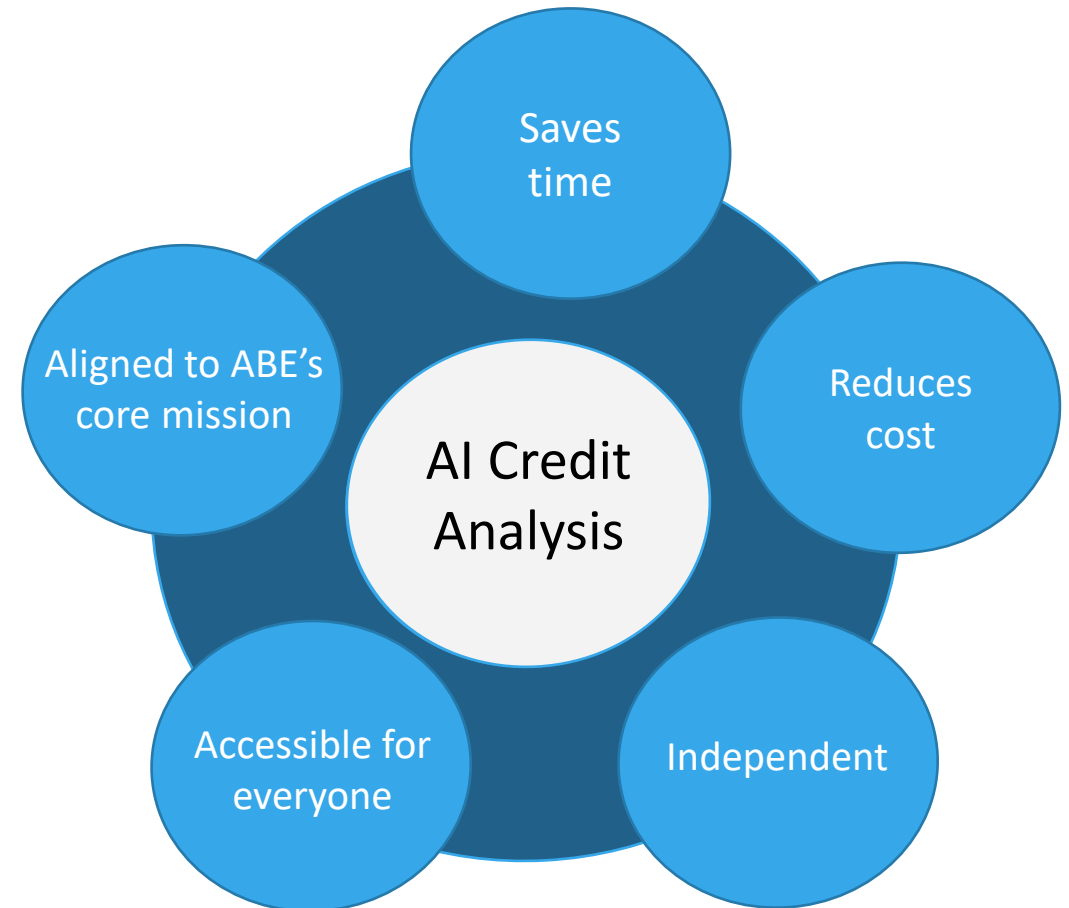 Saves
time
Aligned to ABE’s
core mission
Reduces
cost
AI Credit
Analysis
Accessible for
everyone
Independent